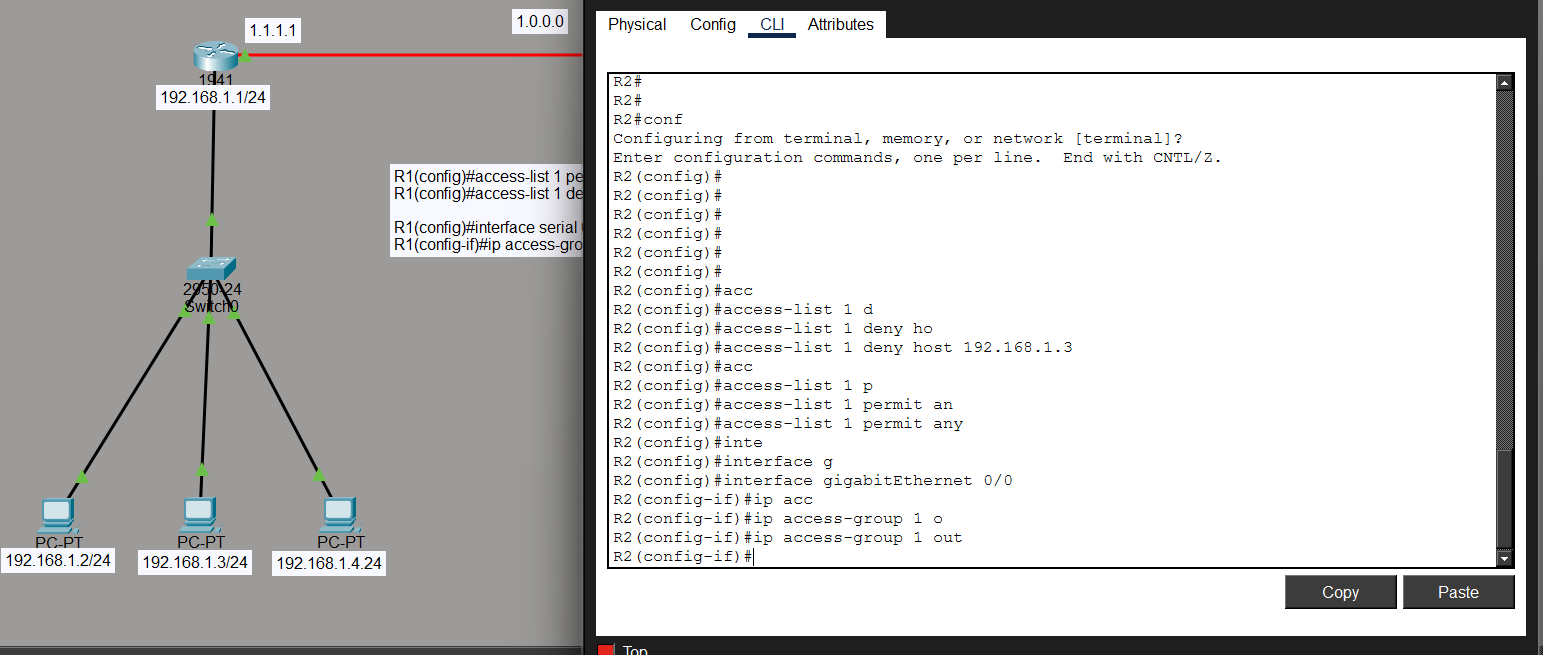 1.1.1.1
1.0.0.0
1941
192.168.1.1/24
R1(config)#access-list 1 pe
R1(config)#access-list 1 de
R1(config)#interface serial
R1(config-if)#ip access-gro
2950-24
Switch0
PC-PT
192.168.1.2/24
PC-PT
192.168.1.3/24
PC-PT
192.168.1.4.24
Physical Config CLI Attributes
R2#
R2#
R2#conf
Configuring from terminal, memory, or network [terminal]?
Enter configuration commands, one per line.  End with CNTL/Z.
R2(config)#
R2(config)#
R2(config)#
R2(config)#
R2(config)#
R2(config)#
R2(config)#acc
R2(config)#access-list 1 d
R2(config)#access-list 1 deny ho
R2(config)#access-list 1 deny host 192.168.1.3
R2(config)#acc
R2(config)#access-list 1 p
R2(config)#access-list 1 permit an
R2(config)#access-list 1 permit any
R2(config)#inte
R2(config)#interface g
R2(config)#interface gigabitEthernet 0/0
R2(config-if)#ip acc
R2(config-if)#ip access-group 1 o
R2(config-if)#ip access-group 1 out
R2(config-if)#
Copy Paste
Top